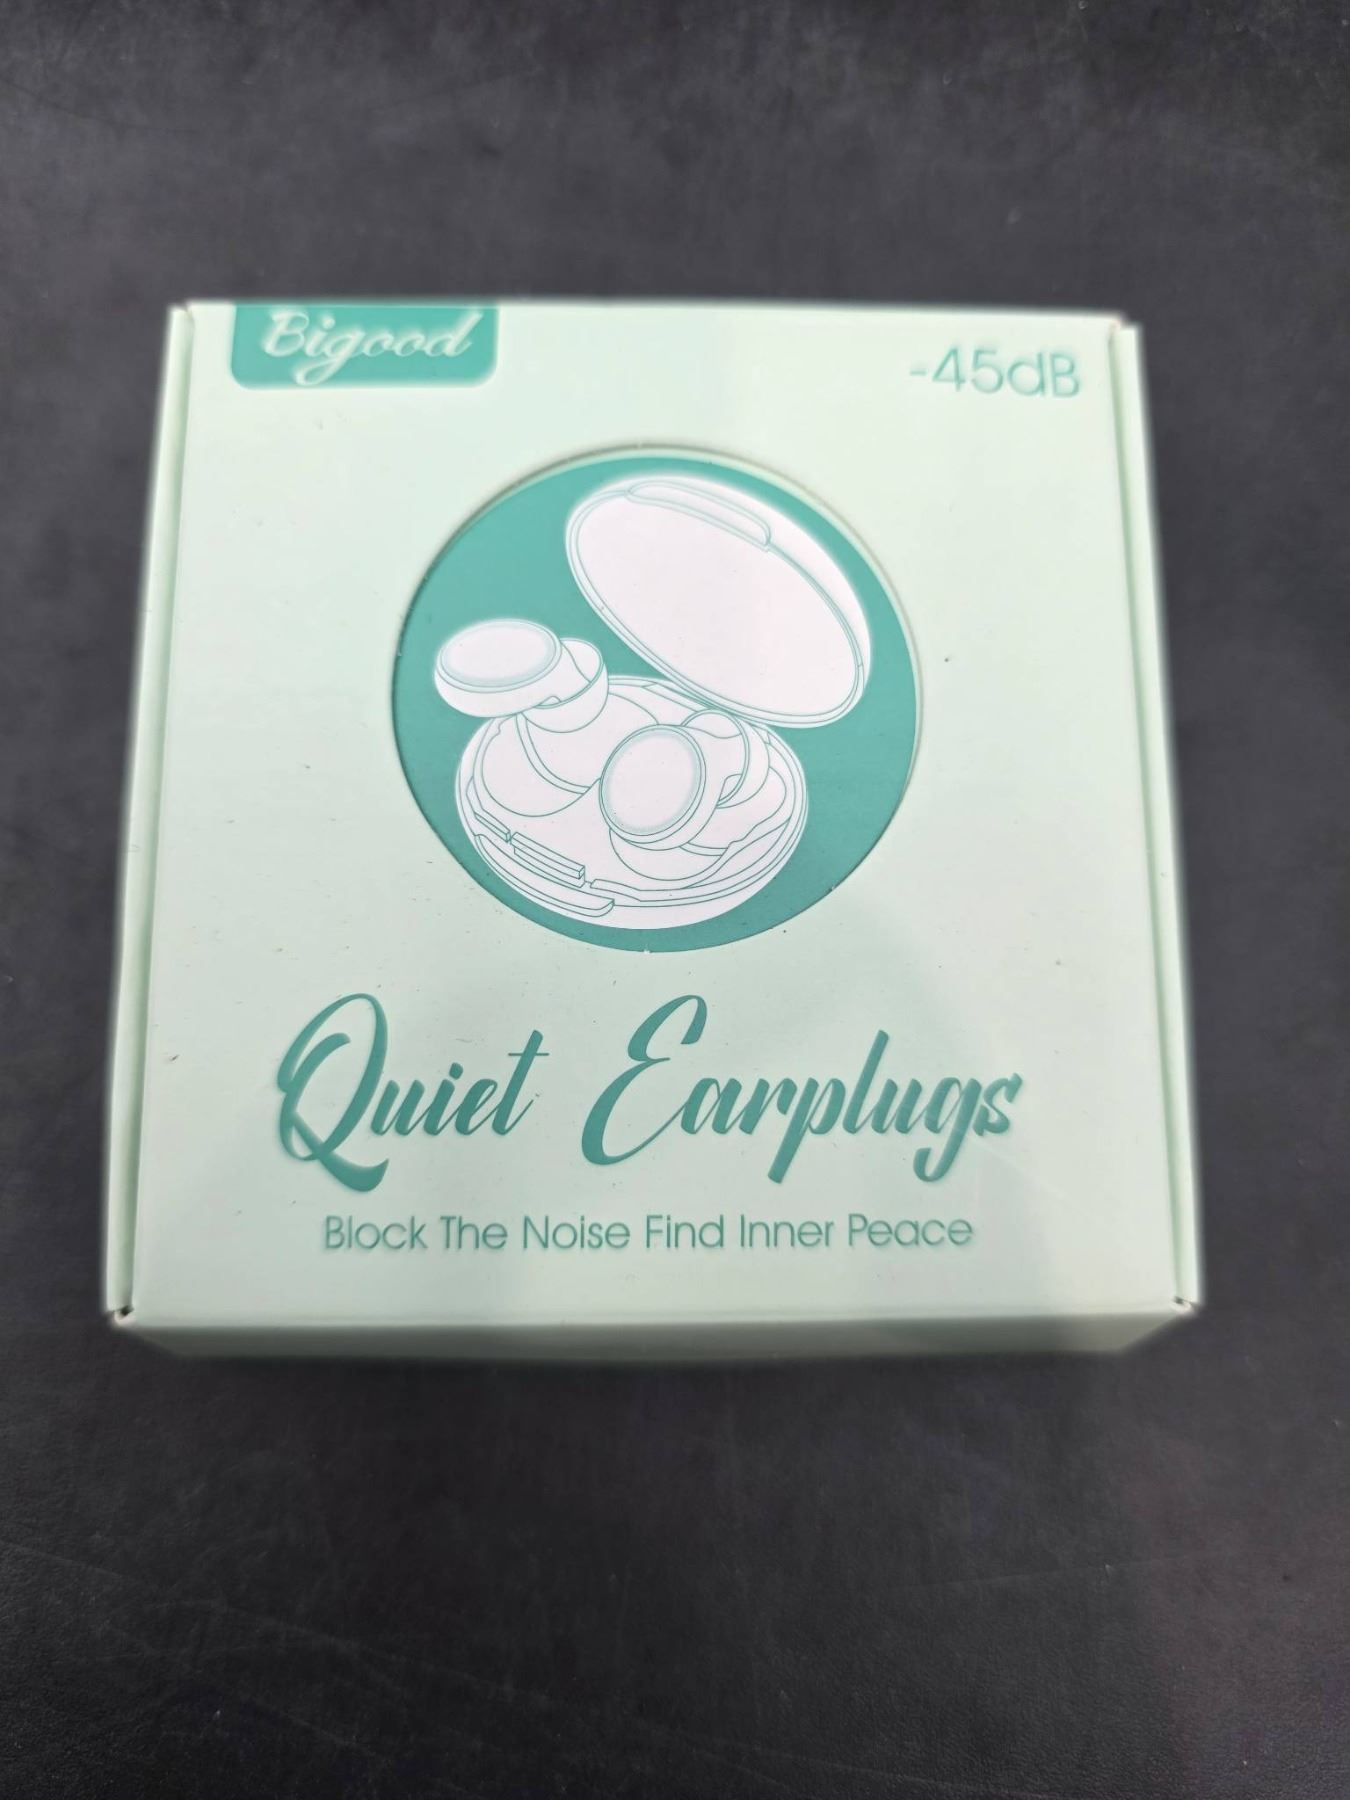 Bigood
-45dB
Quiet Earplugs
Block The Noise Find Inner Peace